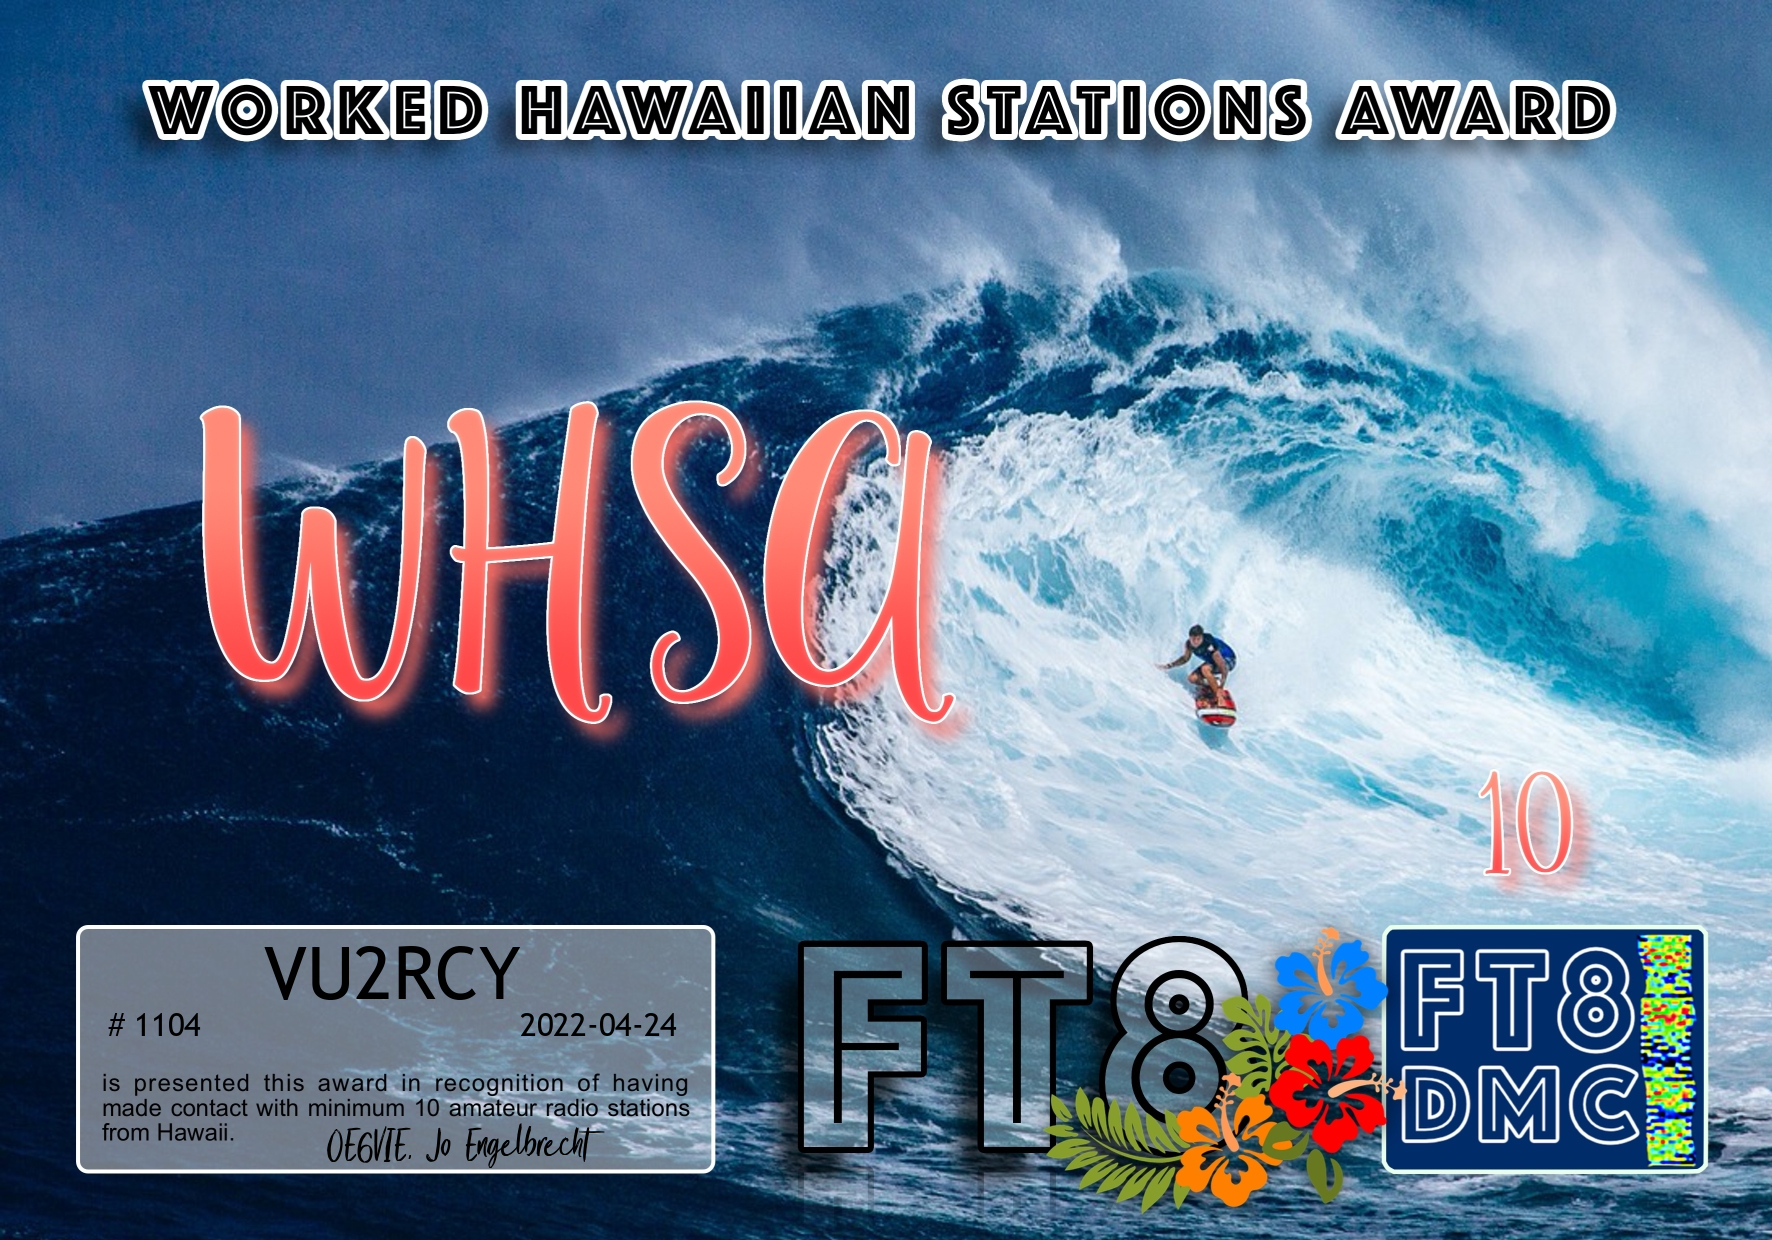 WORKED HAWAIIAN STATIONS AWARD
WHSA
10
VU2RCY
# 1104 2022-04-24
is presented this award in recognition of having
made contact with minimum 10 amateur radio stations
from Hawaii.
OE6VIE, Jo Engelbrecht
FT8
FT8
DMC